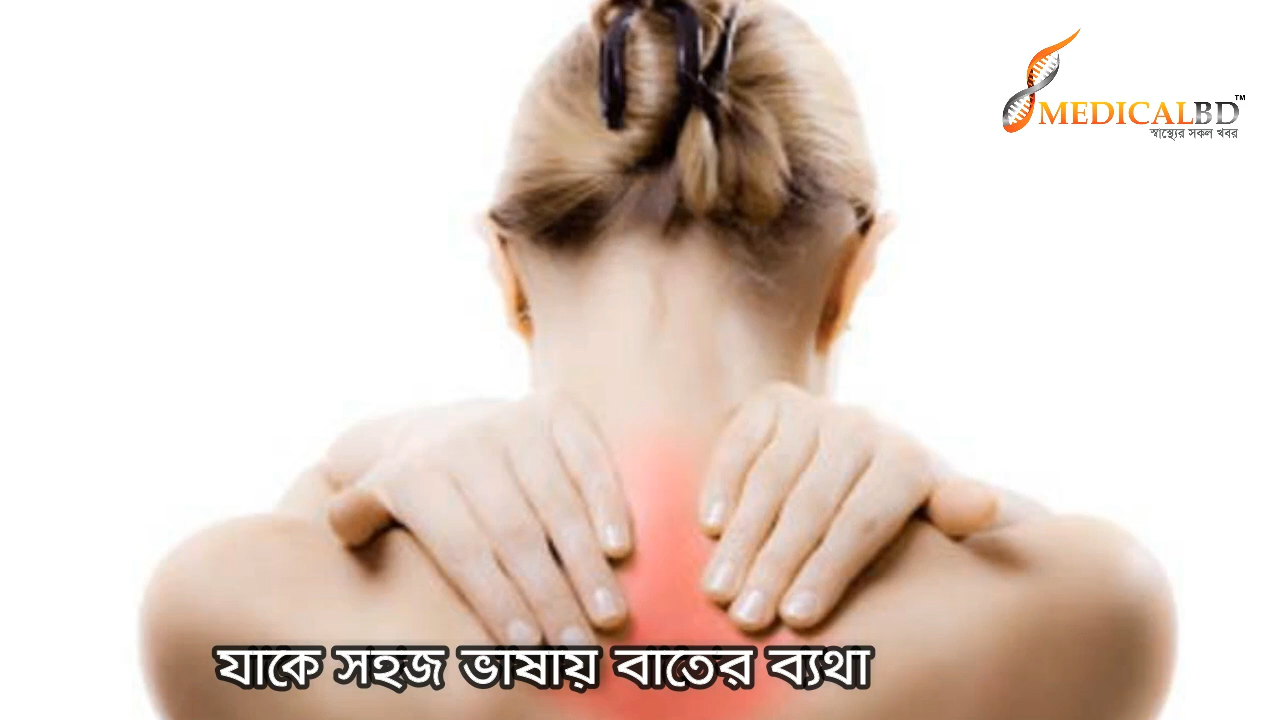 MEDICALBD™
স্বাস্থ্যের সকল খবর
যাকে সহজ ভাষায় বাতের ব্যথা